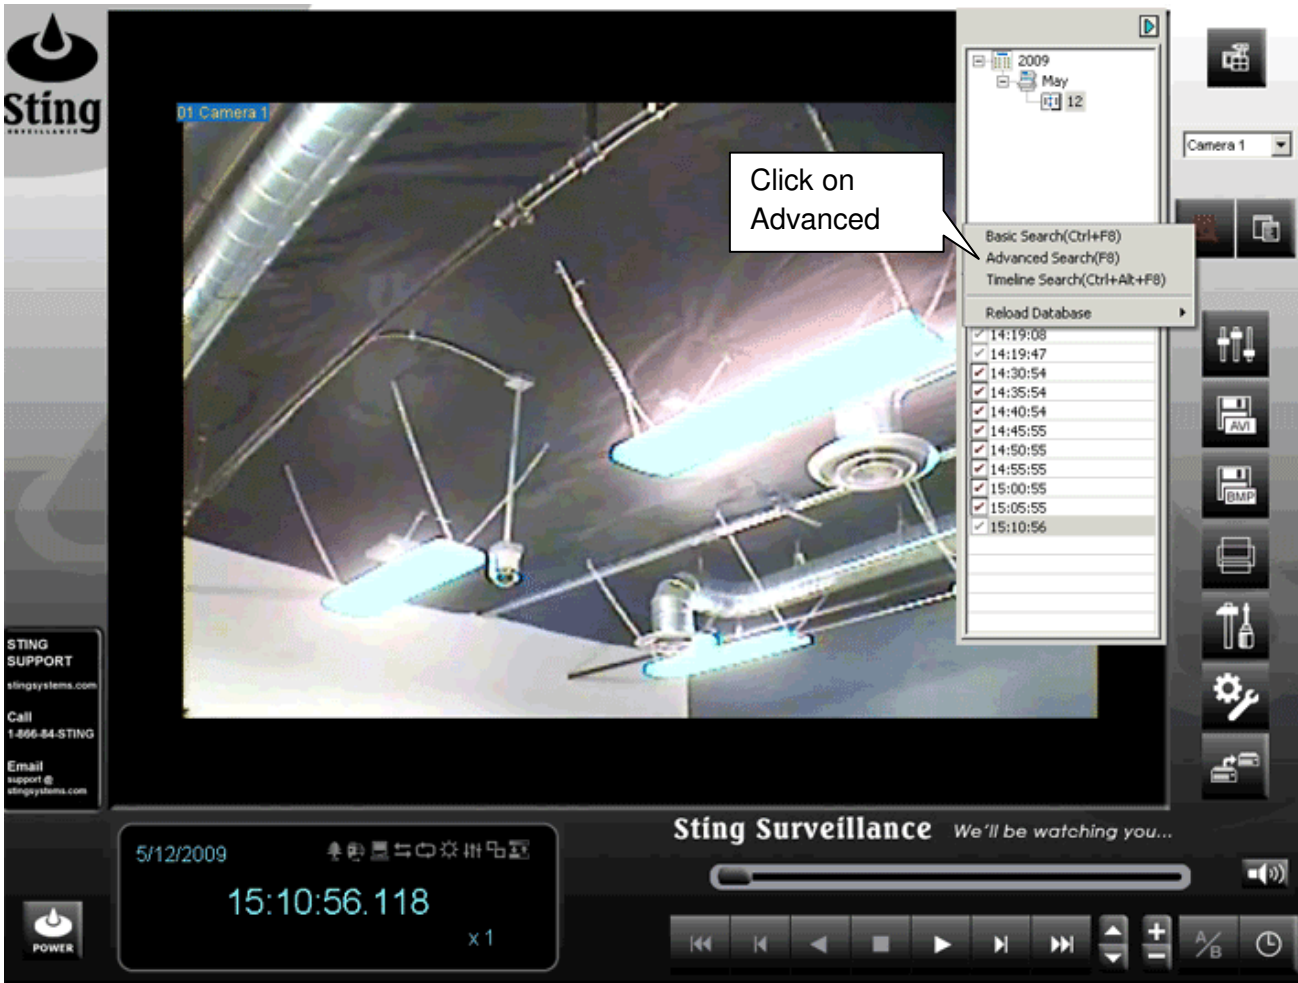 Sting
SURVEILLANCE
01 Camera 1
2009
May
12
Camera 1
Click on
Advanced
Basic Search(Ctrl+F8)
Advanced Search(F8)
Timeline Search(Ctrl+Alt+F8)
Reload Database
14:19:08
14:19:47
14:30:54
14:35:54
14:40:54
14:45:55
14:50:55
14:55:55
15:00:55
15:05:55
15:10:56
AVI
BMP
STING
SUPPORT
stingsystems.com
Call
1-866-84-STING
Email
support @
stingsystems.com
Sting Surveillance We'll be watching you...
5/12/2009
15:10:56.118
x 1
POWER
A/B